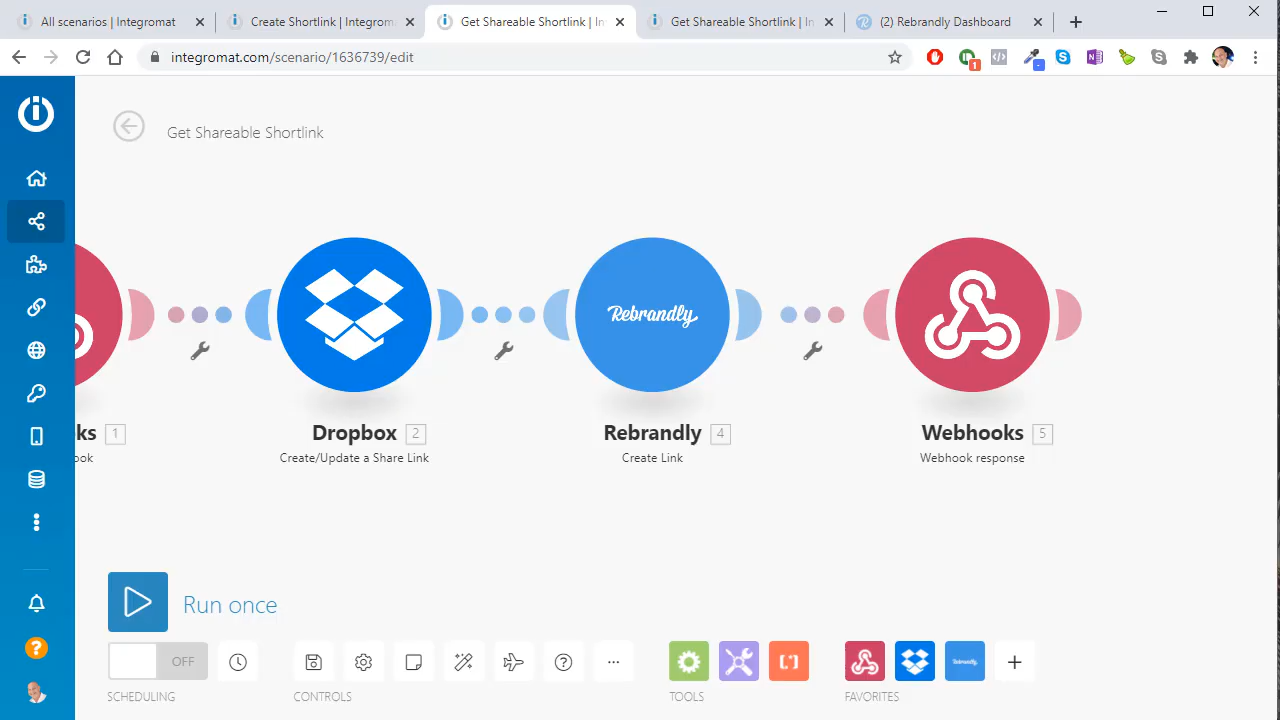 All scenarios | Integromat
Create Shortlink | Integrom
Get Shareable Shortlink | In
Get Shareable Shortlink | In
(2) Rebrandly Dashboard
integromat.com/scenario/1636739/edit
1
Get Shareable Shortlink
Rebrandly
ks 1
Dropbox 2
Rebrandly 4
Webhooks 5
ook
Create/Update a Share Link
Create Link
Webhook response
Run once
OFF
SCHEDULING
CONTROLS
TOOLS
FAVORITES